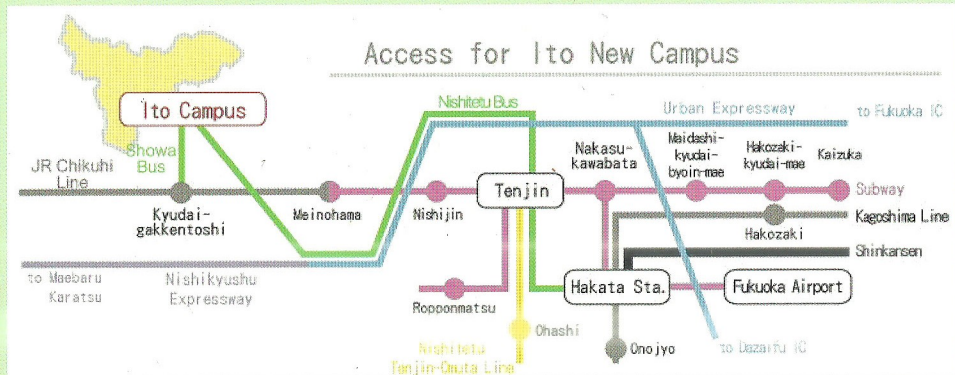 Access for Ito New Campus
Ito Campus
Nishitetu Bus
Urban Expressway
to Fukuoka IC
Showa
Bus
JR Chikuhi
Line
Nakasu-
kawabata
Maidashi-
kyudai-
byoin-mae
Hakozaki-
kyudai-mae
Kaizuka
Tenjin
Subway
Kyudai-
gakkentoshi
Meinohama
Nishijin
Kagoshima Line
Hakozaki
Shinkansen
to Maebaru
Karatsu
Nishikyushu
Expressway
Hakata Sta.
Fukuoka Airport
Ropponmatsu
Ohashi
Onojyo
to Dazaifu IC
Nishitetu
Tenjin-Omuta Line